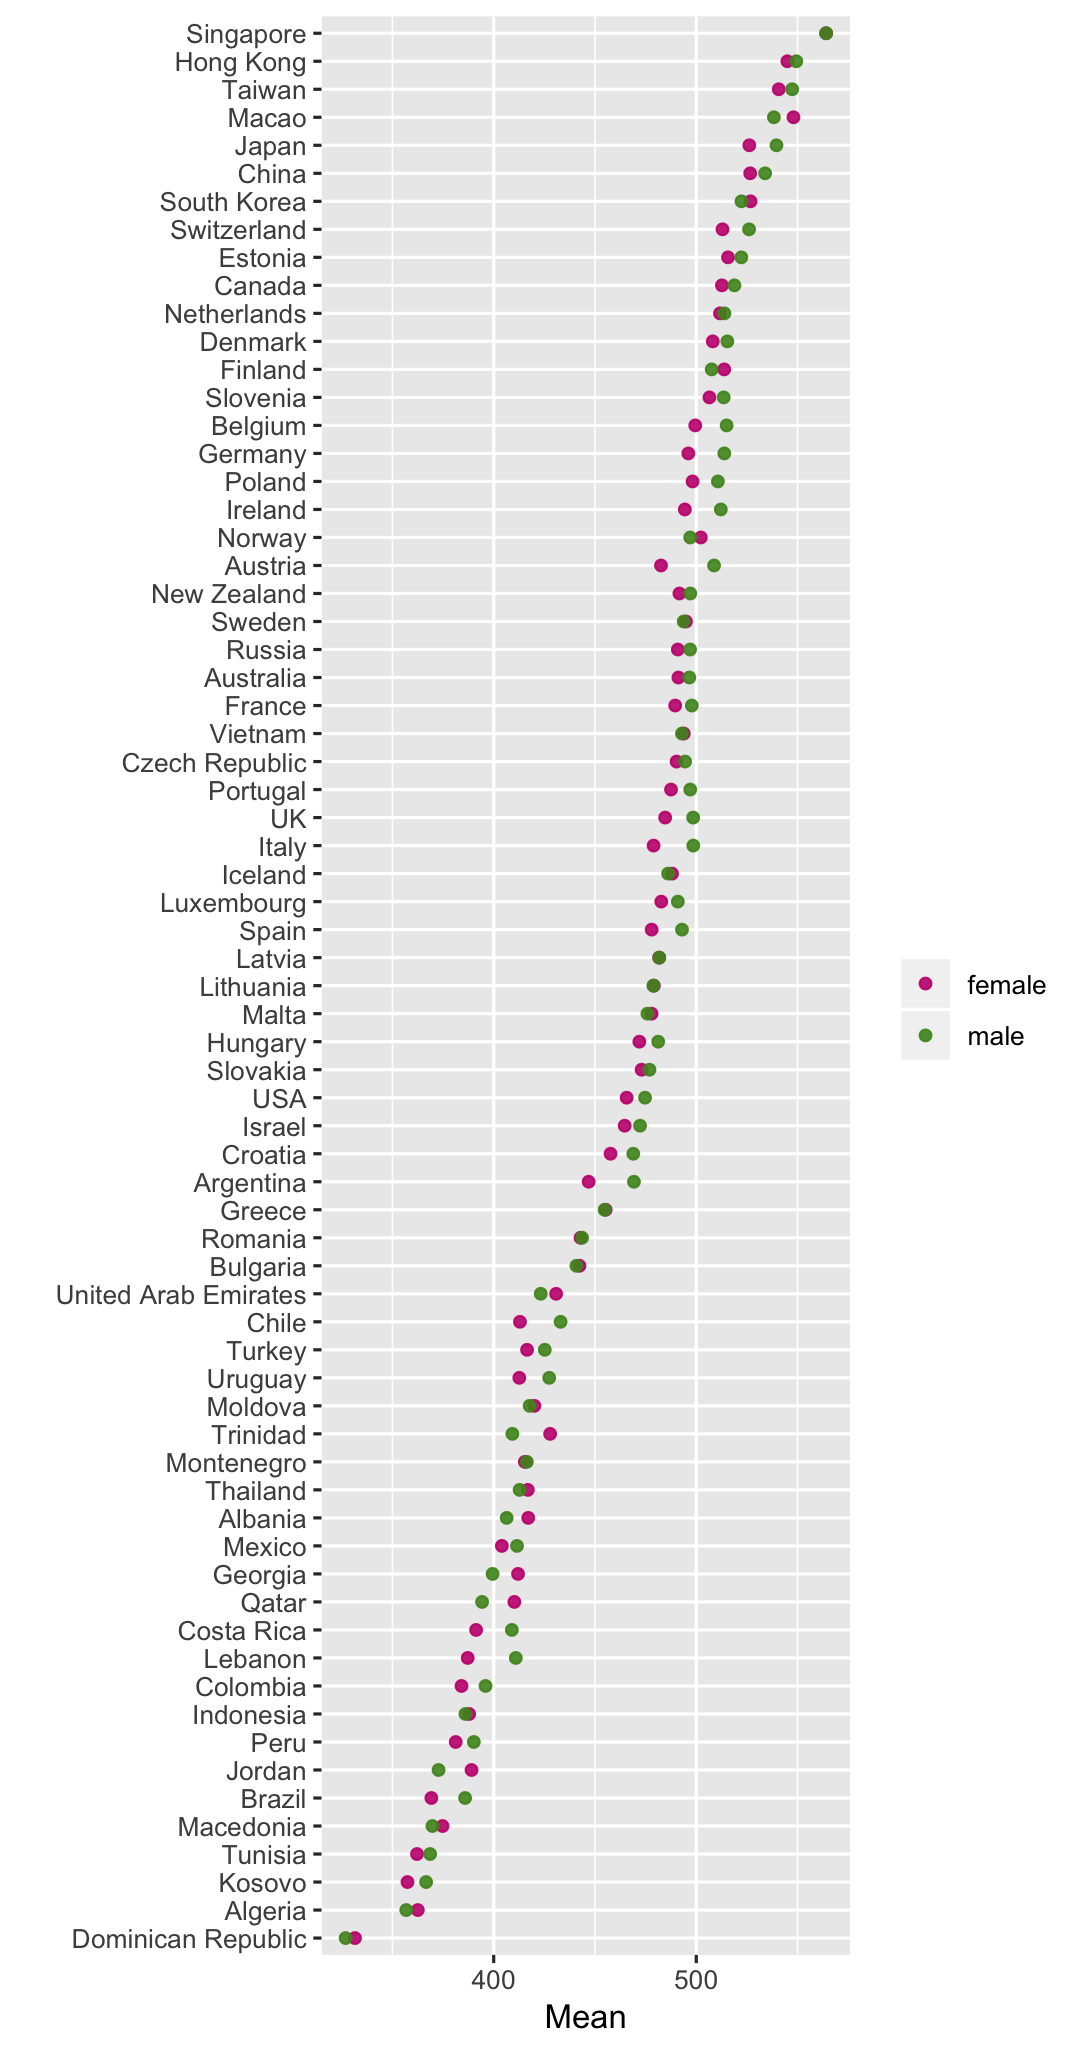 Singapore
Hong Kong
Taiwan
Macao
Japan
China
South Korea
Switzerland
Estonia
Canada
Netherlands
Denmark
Finland
Slovenia
Belgium
Germany
Poland
Ireland
Norway
Austria
New Zealand
Sweden
Russia
Australia
France
Vietnam
Czech Republic
Portugal
UK
Italy
Iceland
Luxembourg
Spain
Latvia
Lithuania
Malta
Hungary
Slovakia
USA
Israel
Croatia
Argentina
Greece
Romania
Bulgaria
United Arab Emirates
Chile
Turkey
Uruguay
Moldova
Trinidad
Montenegro
Thailand
Albania
Mexico
Georgia
Qatar
Costa Rica
Lebanon
Colombia
Indonesia
Peru
Jordan
Brazil
Macedonia
Tunisia
Kosovo
Algeria
Dominican Republic
400 500
Mean
female
male